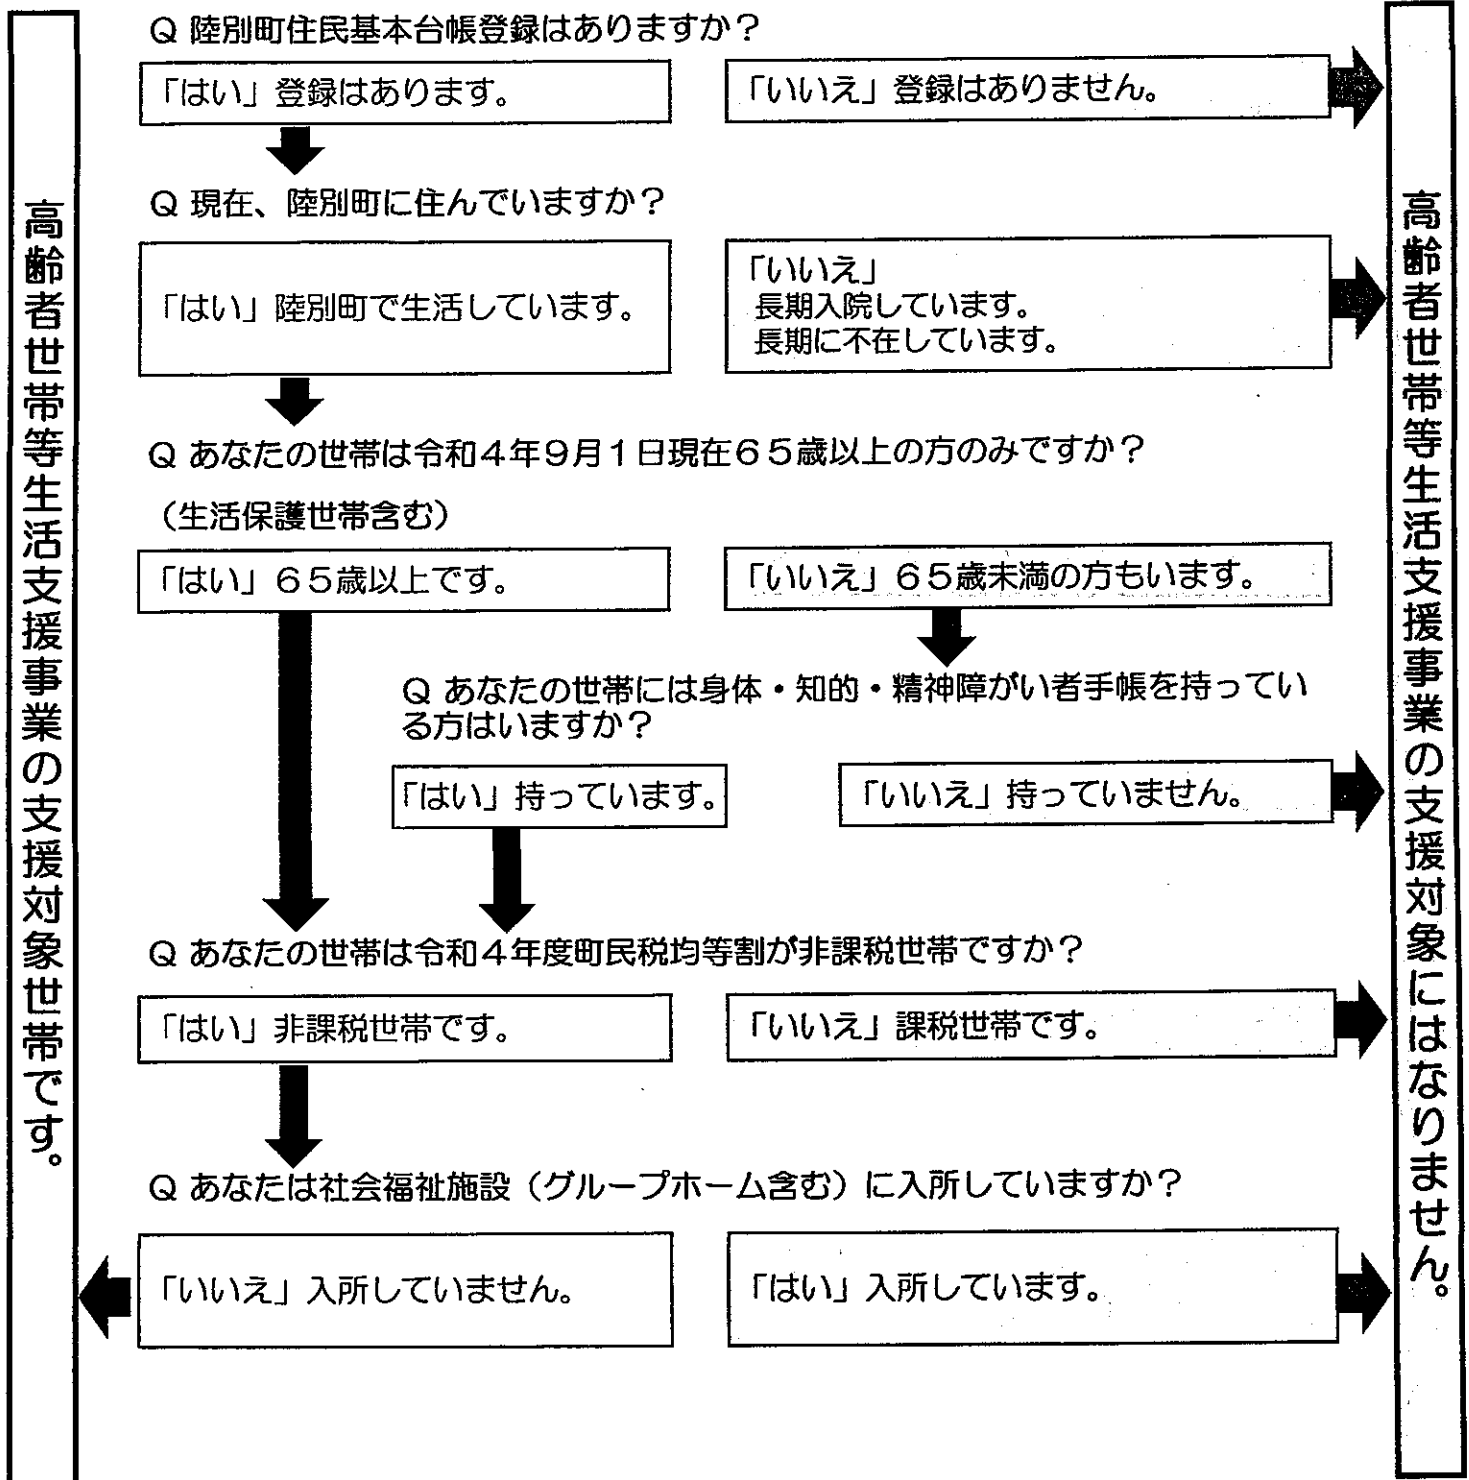 高齢者世帯等生活支援事業の支援対象世帯です。
Q 陸別町住民基本台帳登録はありますか？
「はい」登録はあります。
「いいえ」登録はありません。
Q 現在、陸別町に住んでいますか？
「はい」陸別町で生活しています。
「いいえ」
長期入院しています。
長期に不在しています。
Q あなたの世帯は令和４年９月１日現在６５歳以上の方のみですか？
（生活保護世帯含む）
「はい」６５歳以上です。
「いいえ」６５歳未満の方もいます。
Q あなたの世帯には身体・知的・精神障がい者手帳を持ってい
る方はいますか？
「はい」持っています。
「いいえ」持っていません。
Q あなたの世帯は令和４年度町民税均等割が非課税世帯ですか？
「はい」非課税世帯です。
「いいえ」課税世帯です。
Q あなたは社会福祉施設（グループホーム含む）に入所していますか？
「いいえ」入所していません。
「はい」入所しています。
高齢者世帯等生活支援事業の支援対象にはなりません。